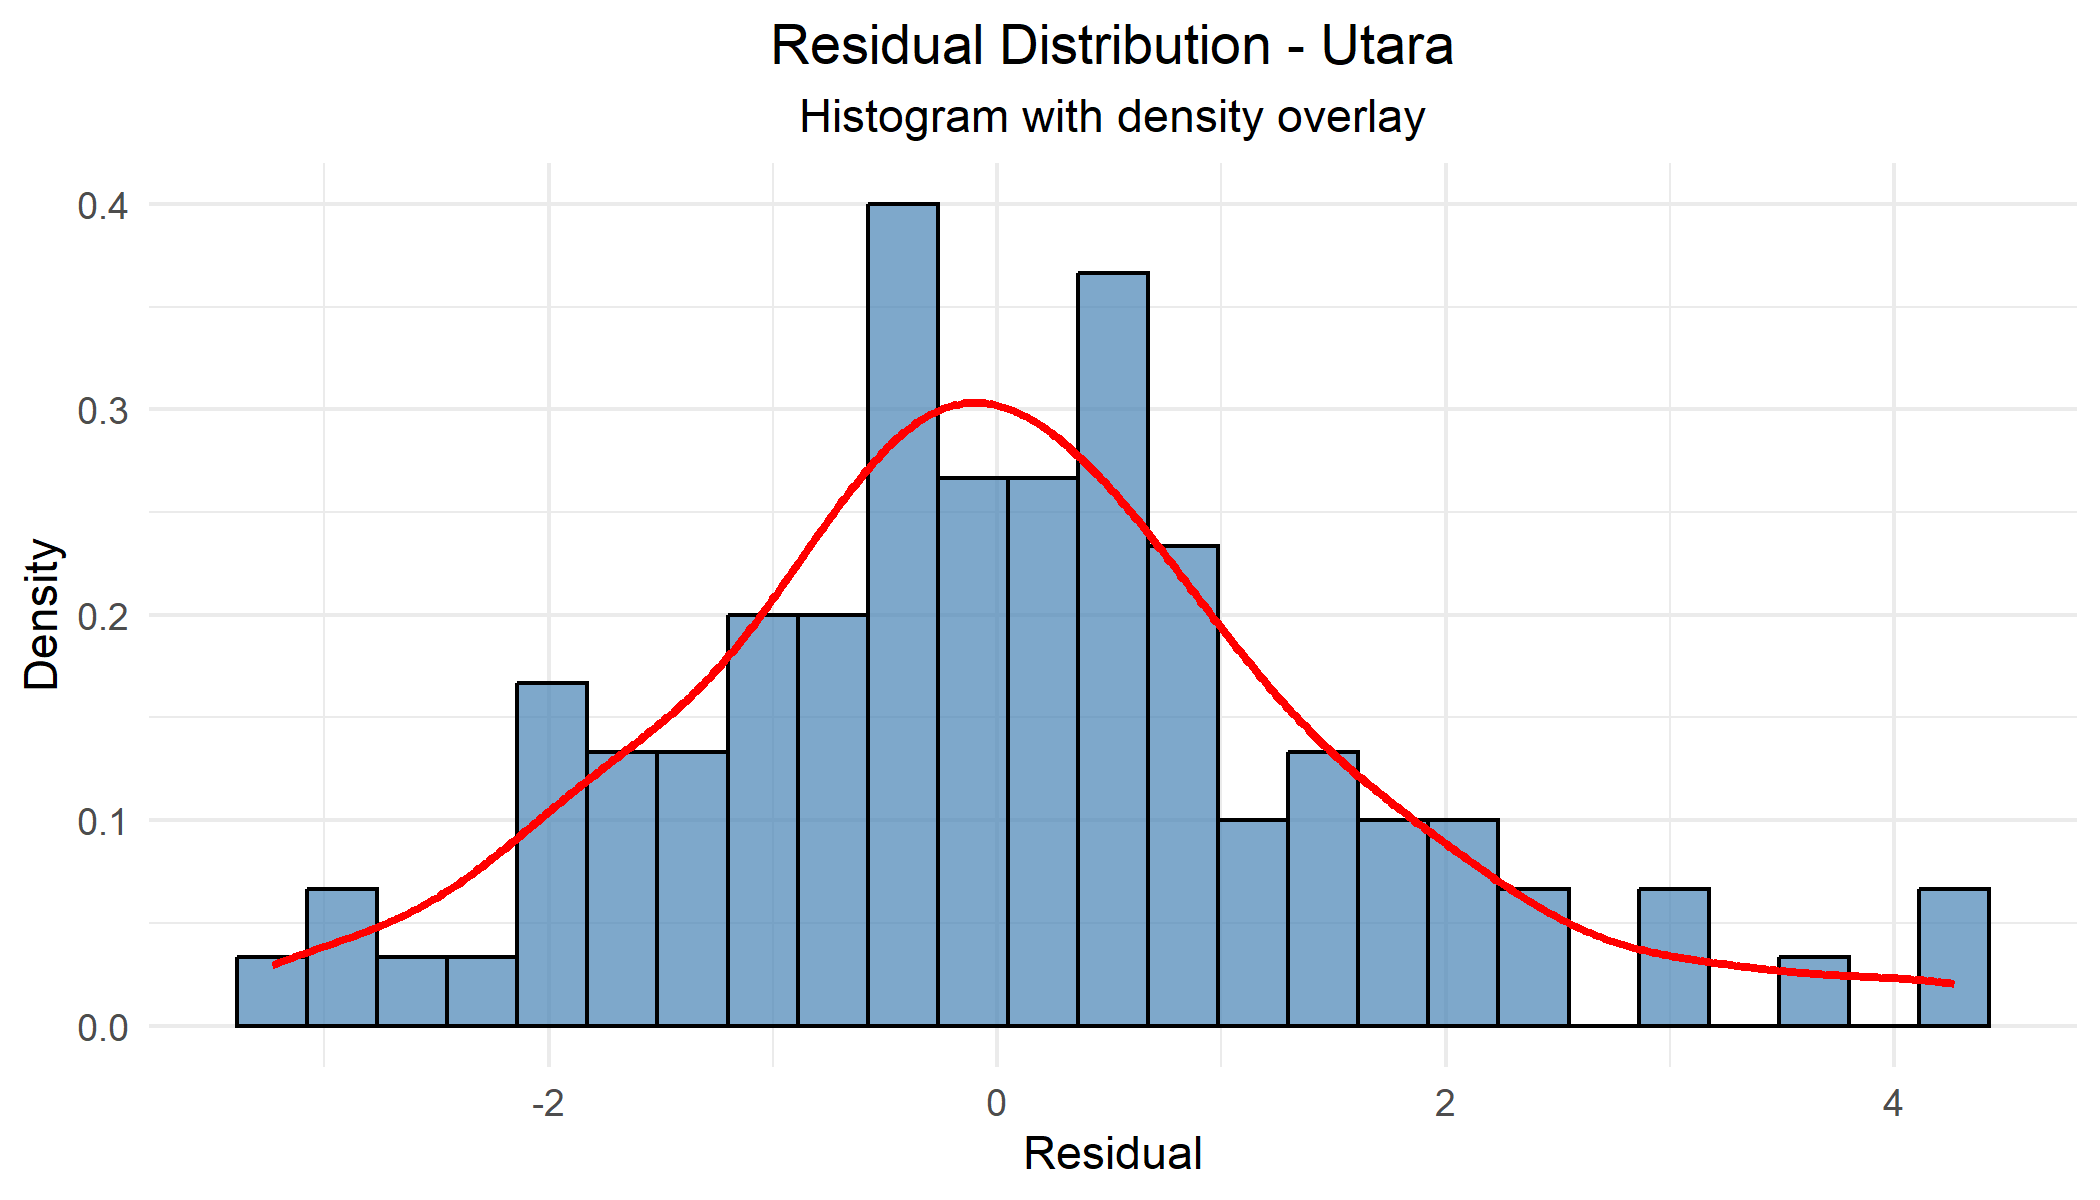 Residual Distribution - Utara
Histogram with density overlay
Density
0.4
0.3
0.2
0.1
0.0
-2
0
2
4
Residual